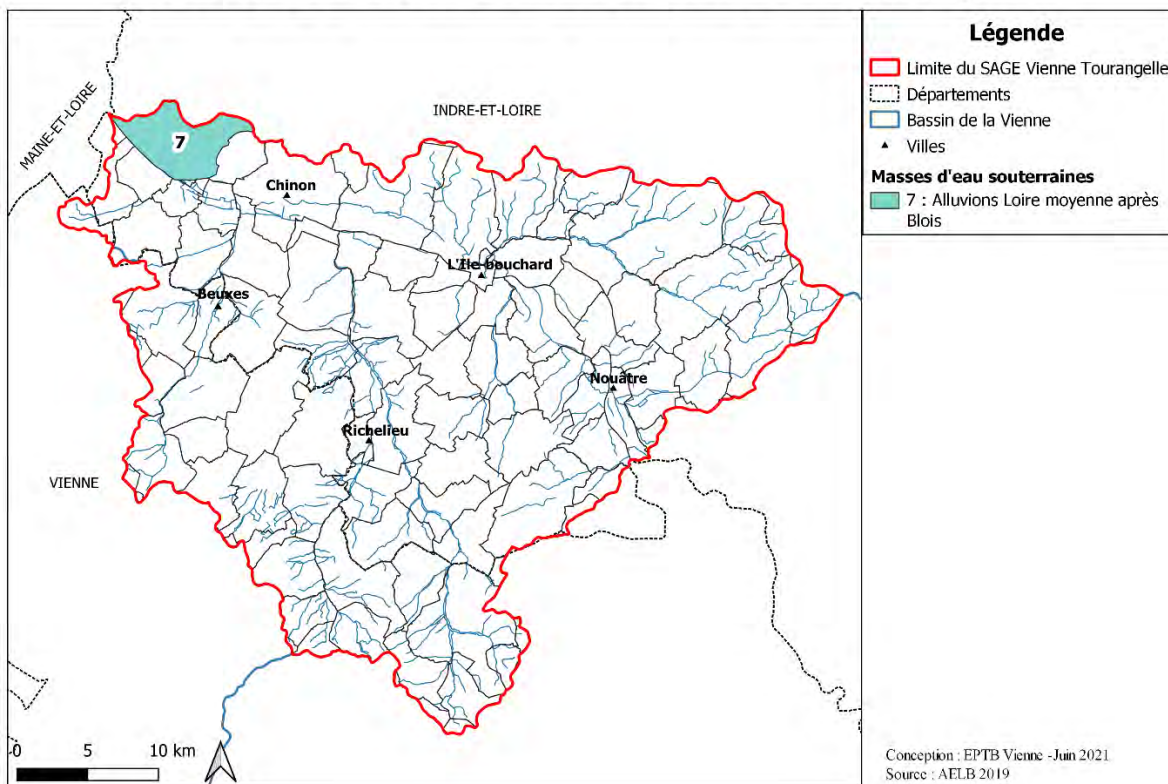 MAINE-ET-LOIRE
INDRE-ET-LOIRE
7
Chinon
L'Ile-bouchard
Beuxes
Nouâtre
Richelieu
VIENNE
0 5 10 km
Légende
Limite du SAGE Vienne Tourangelle
Départements
Bassin de la Vienne
Villes
Masses d'eau souterraines
7 : Alluvions Loire moyenne après
Blois
Conception : EPTB Vienne -Juin 2021
Source : AELB 2019